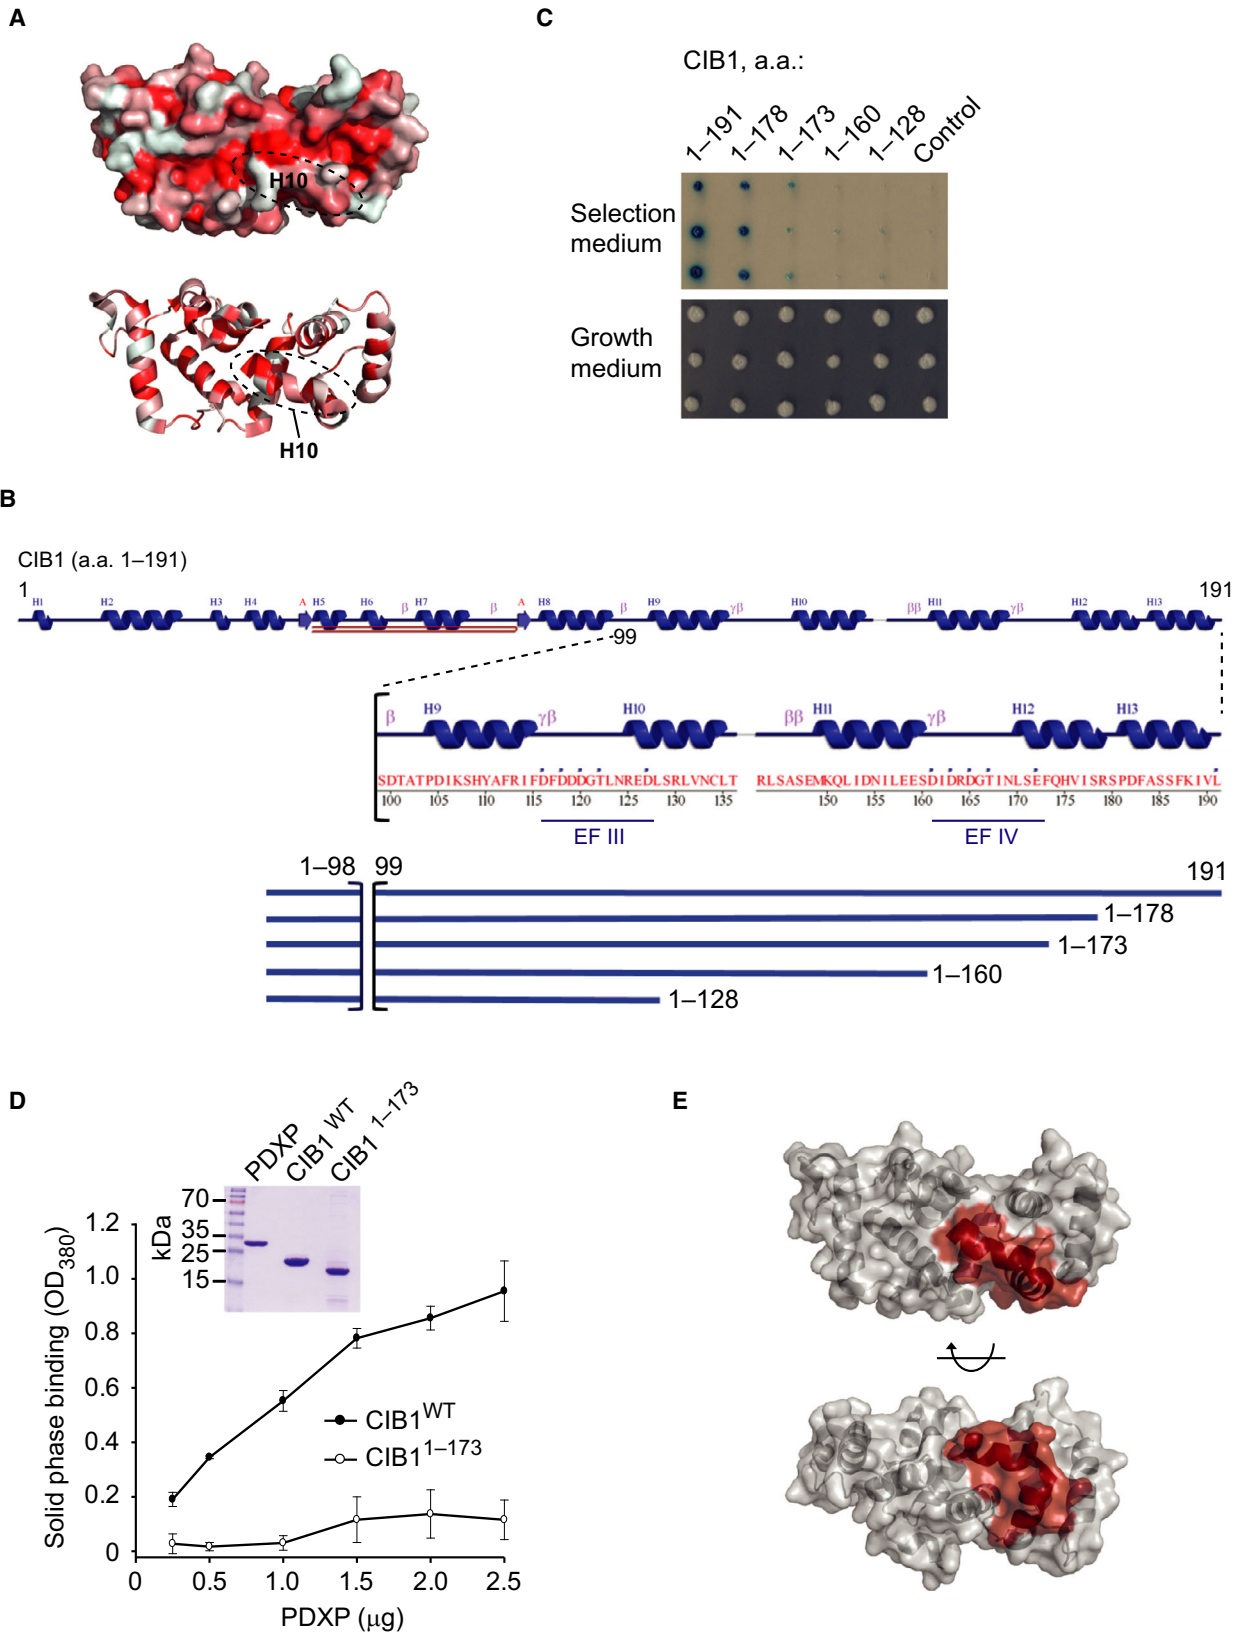 A
H10
H10
C
CIB1, a.a.:
1–191
1–178
1–173
1–160
1–128
Control
Selection
medium
Growth
medium
B
CIB1 (a.a. 1–191)
1
191
H1
H2
H3
H4
A
H5
H6
β
H7
β
A
H8
β
H9
γβ
H10
ββ
H11
γβ
H12
H13
99
β
H9
γβ
H10
ββ
H11
γβ
H12
H13
SDTATPDIKSHYAFRIFDFDDDGTLNREDLSRLVNCLT
RLSASEMKQLIDNILEESDIDRDGTINLSEFQHVISRSPDFASSFKIVL
100 105 110 115 120 125 130 135 150 155 160 165 170 175 180 185 190
EF III
EF IV
1–98
99
191
1–178
1–173
1–160
1–128
D
PDXP
CIB1 WT
CIB1 1–173
kDa
70
35
25
15
Solid phase binding (OD380)
1.2
1.0
0.8
0.6
0.4
0.2
0
CIB1WT
CIB11–173
0 0.5 1.0 1.5 2.0 2.5
PDXP (μg)
E